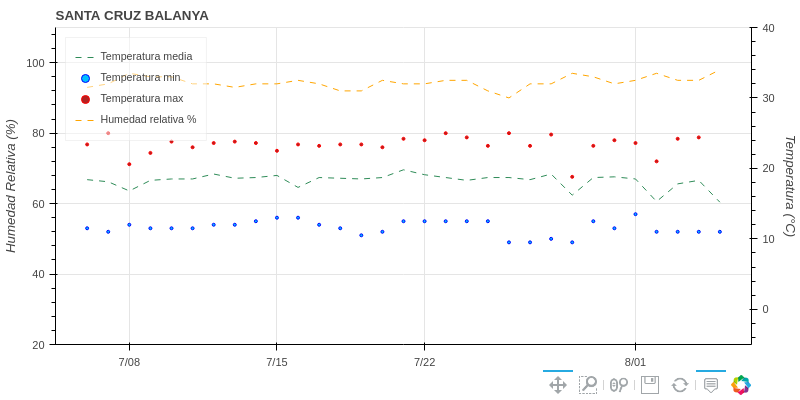 SANTA CRUZ BALANYA
Temperatura media
Temperatura min
Temperatura max
Humedad relativa %
Humedad Relativa (%)
100
80
60
40
20
40
30
20
10
0
Temperatura (°C)
7/08
7/15
7/22
8/01